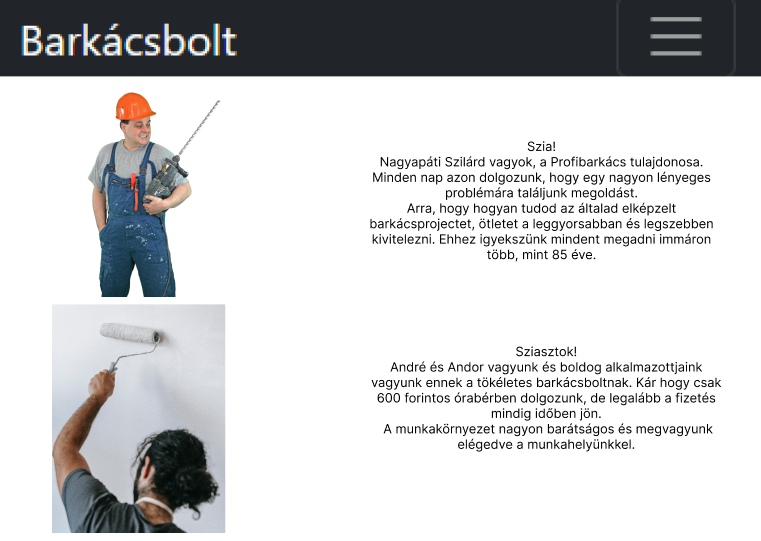 Barkácsbolt
Szia!
Nagyapáti Szilárd vagyok, a Profibarkács tulajdonosa.
Minden nap azon dolgozunk, hogy egy nagyon lényeges
problémára találjunk megoldást.
Arra, hogy hogyan tudod az általad elképzelt
barkácsprojectet, ötletet a leggyorsabban és legszebben
kivitelezni. Ehhez igyekszünk mindent megadni immáron
több, mint 85 éve.
Sziasztok!
André és Andor vagyunk és boldog alkalmazottjaink
vagyunk ennek a tökéletes barkácsboltnak. Kár hogy csak
600 forintos órabérben dolgozunk, de legalább a fizetés
mindig időben jön.
A munkakörnyezet nagyon barátságos és megvagyunk
elégedve a munkahelyünkkel.